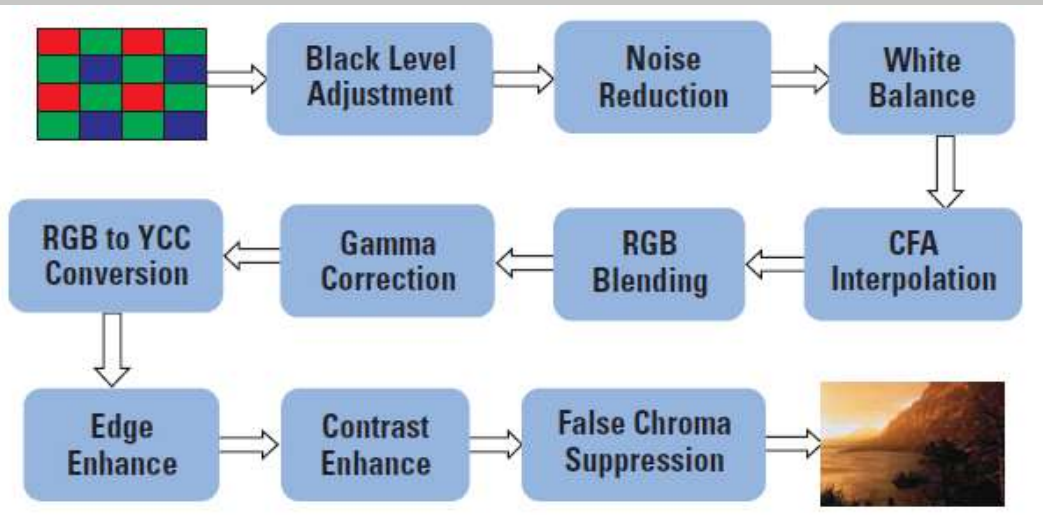 Black Level
Adjustment
Noise
Reduction
White
Balance
CFA
Interpolation
RGB
Blending
Gamma
Correction
RGB to YCC
Conversion
Edge
Enhance
Contrast
Enhance
False Chroma
Suppression